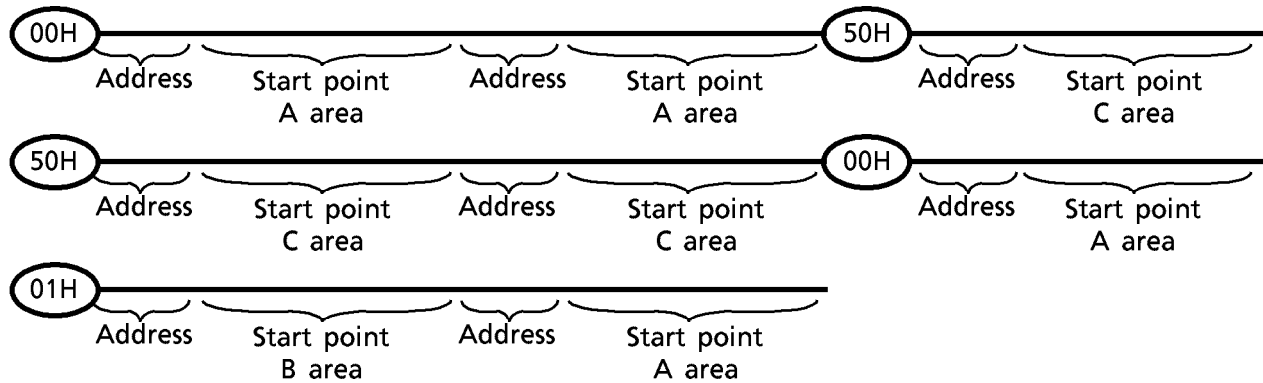 00H 50H
Address Start point Address Start point Address Start point
A area A area C area
50H 00H
Address Start point Address Start point Address Start point
C area C area A area
01H
Address Start point Address Start point
B area A area